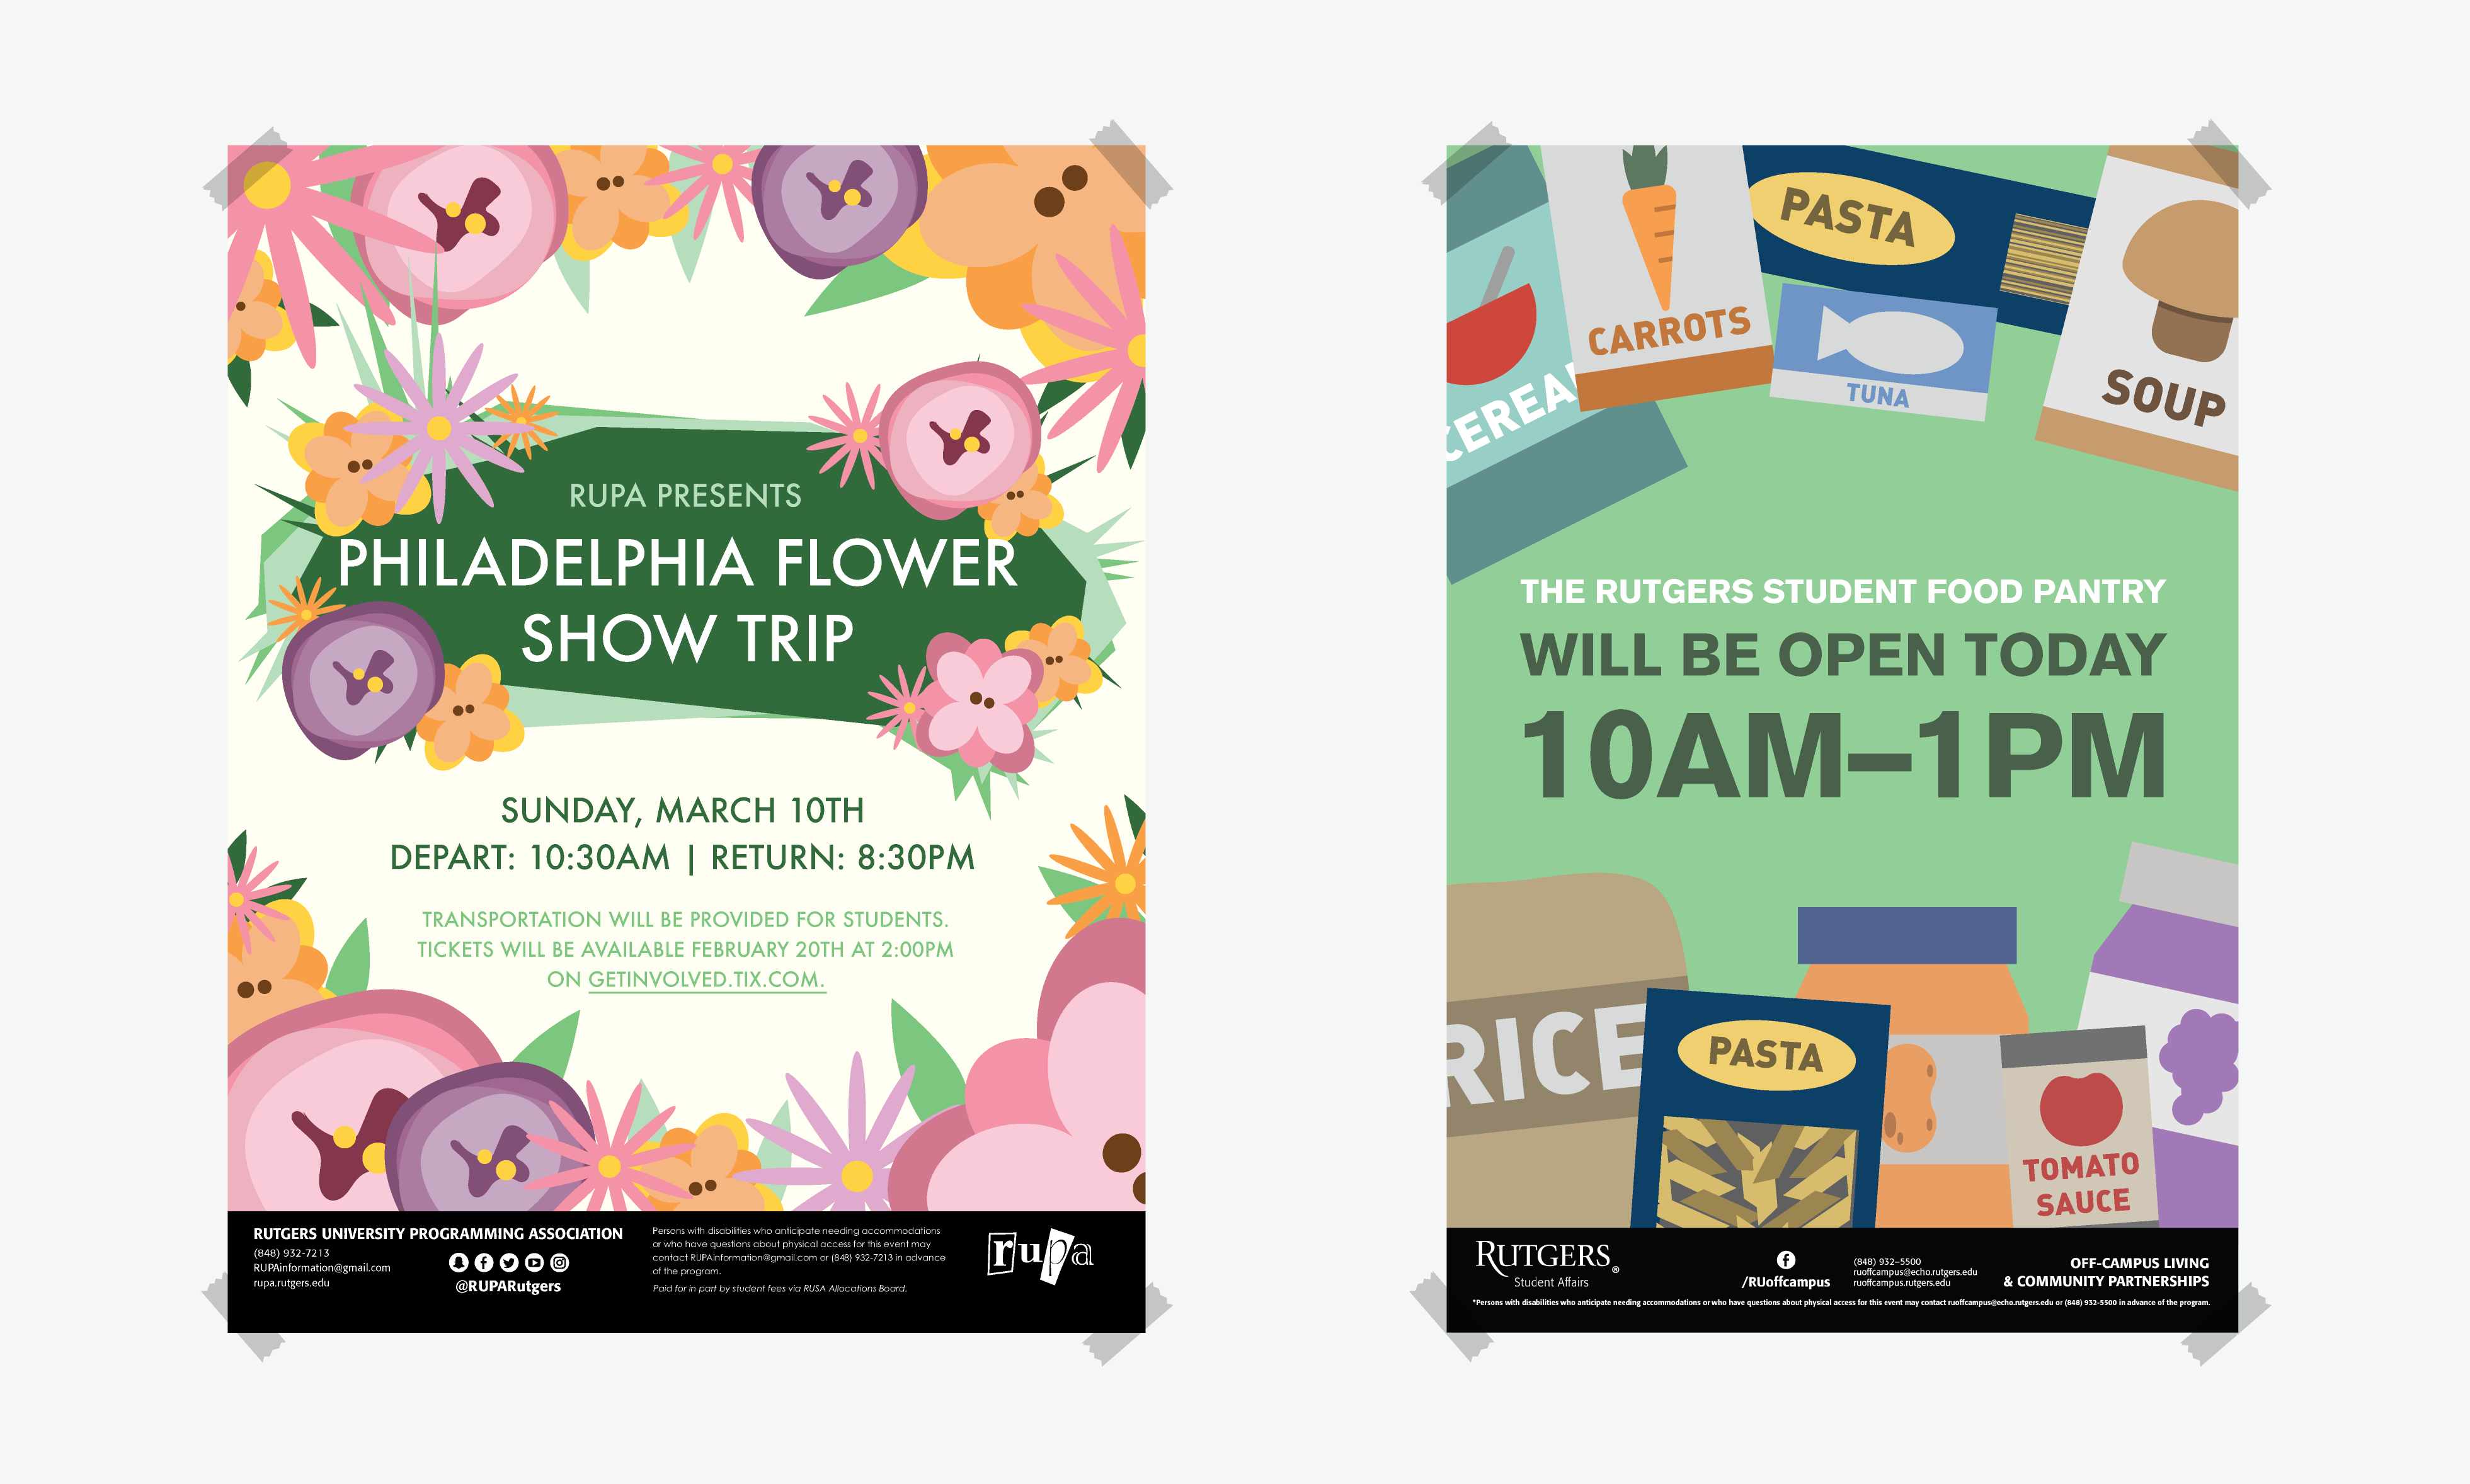 RUPA PRESENTS
PHILADELPHIA FLOWER
SHOW TRIP
SUNDAY, MARCH 10TH
DEPART: 10:30AM | RETURN: 8:30PM
TRANSPORTATION WILL BE PROVIDED FOR STUDENTS.
TICKETS WILL BE AVAILABLE FEBRUARY 20TH AT 2:00PM
ON GETINVOLVED.TIX.COM.
RUTGERS UNIVERSITY PROGRAMMING ASSOCIATION
(848) 932-7213
RUPAinformation@gmail.com
rupa.rutgers.edu
@RUPARutgers
Persons with disabilities who anticipate needing accommodations
or who have questions about physical access for this event may
contact RUPAinformation@gmail.com or (848) 932-7213 in advance
of the program.
Paid for in part by student fees via RUSA Allocations Board.
rupa
CEREAL
CARROTS
PASTA
TUNA
SOUP
THE RUTGERS STUDENT FOOD PANTRY
WILL BE OPEN TODAY
10AM–1PM
RICE
PASTA
TOMATO
SAUCE
RUTGERS®
Student Affairs
/RUoffcampus
(848) 932–5500
ruoffcampus@echo.rutgers.edu
ruoffcampus.rutgers.edu
OFF-CAMPUS LIVING
& COMMUNITY PARTNERSHIPS
*Persons with disabilities who anticipate needing accommodations or who have questions about physical access for this event may contact ruoffcampus@echo.rutgers.edu or (848) 932-5500 in advance of the program.